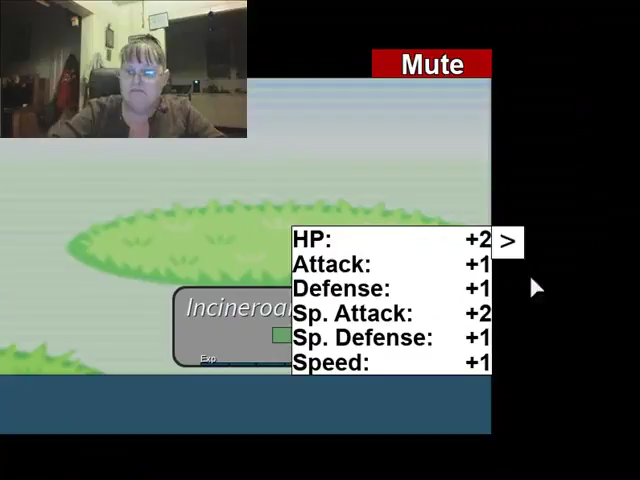 Mute
HP: +2 >
Attack: +1
Defense: +1
Incineroar
Sp. Attack: +2
Sp. Defense: +1
Exp
Speed: +1